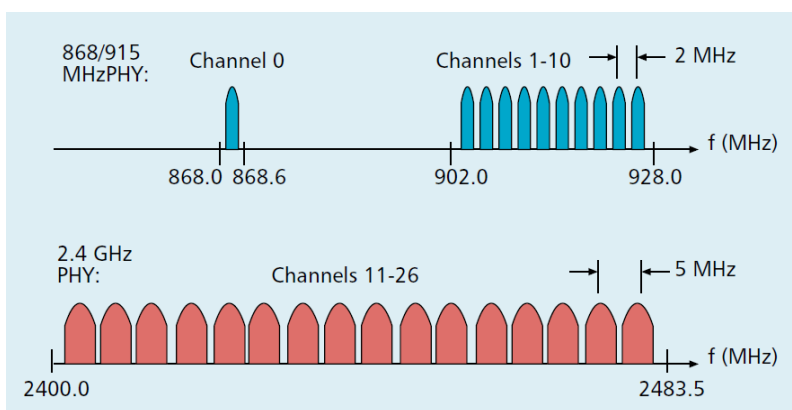 868/915
MHzPHY:
Channel 0
Channels 1-10
2 MHz
f (MHz)
868.0 868.6
902.0
928.0
2.4 GHz
PHY:
Channels 11-26
5 MHz
f (MHz)
2400.0
2483.5